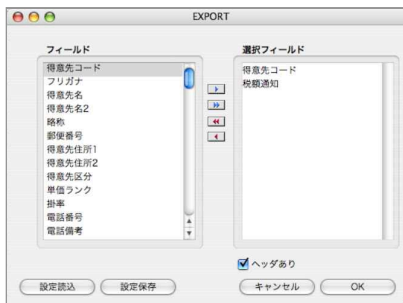 EXPORT
フィールド
得意先コード
フリガナ
得意先名
得意先名2
略称
郵便番号
得意先住所1
得意先住所2
得意先区分
単価ランク
掛率
電話番号
電話備考
選択フィールド
得意先コード
税額通知
ヘッダあり
設定読込
設定保存
キャンセル
OK